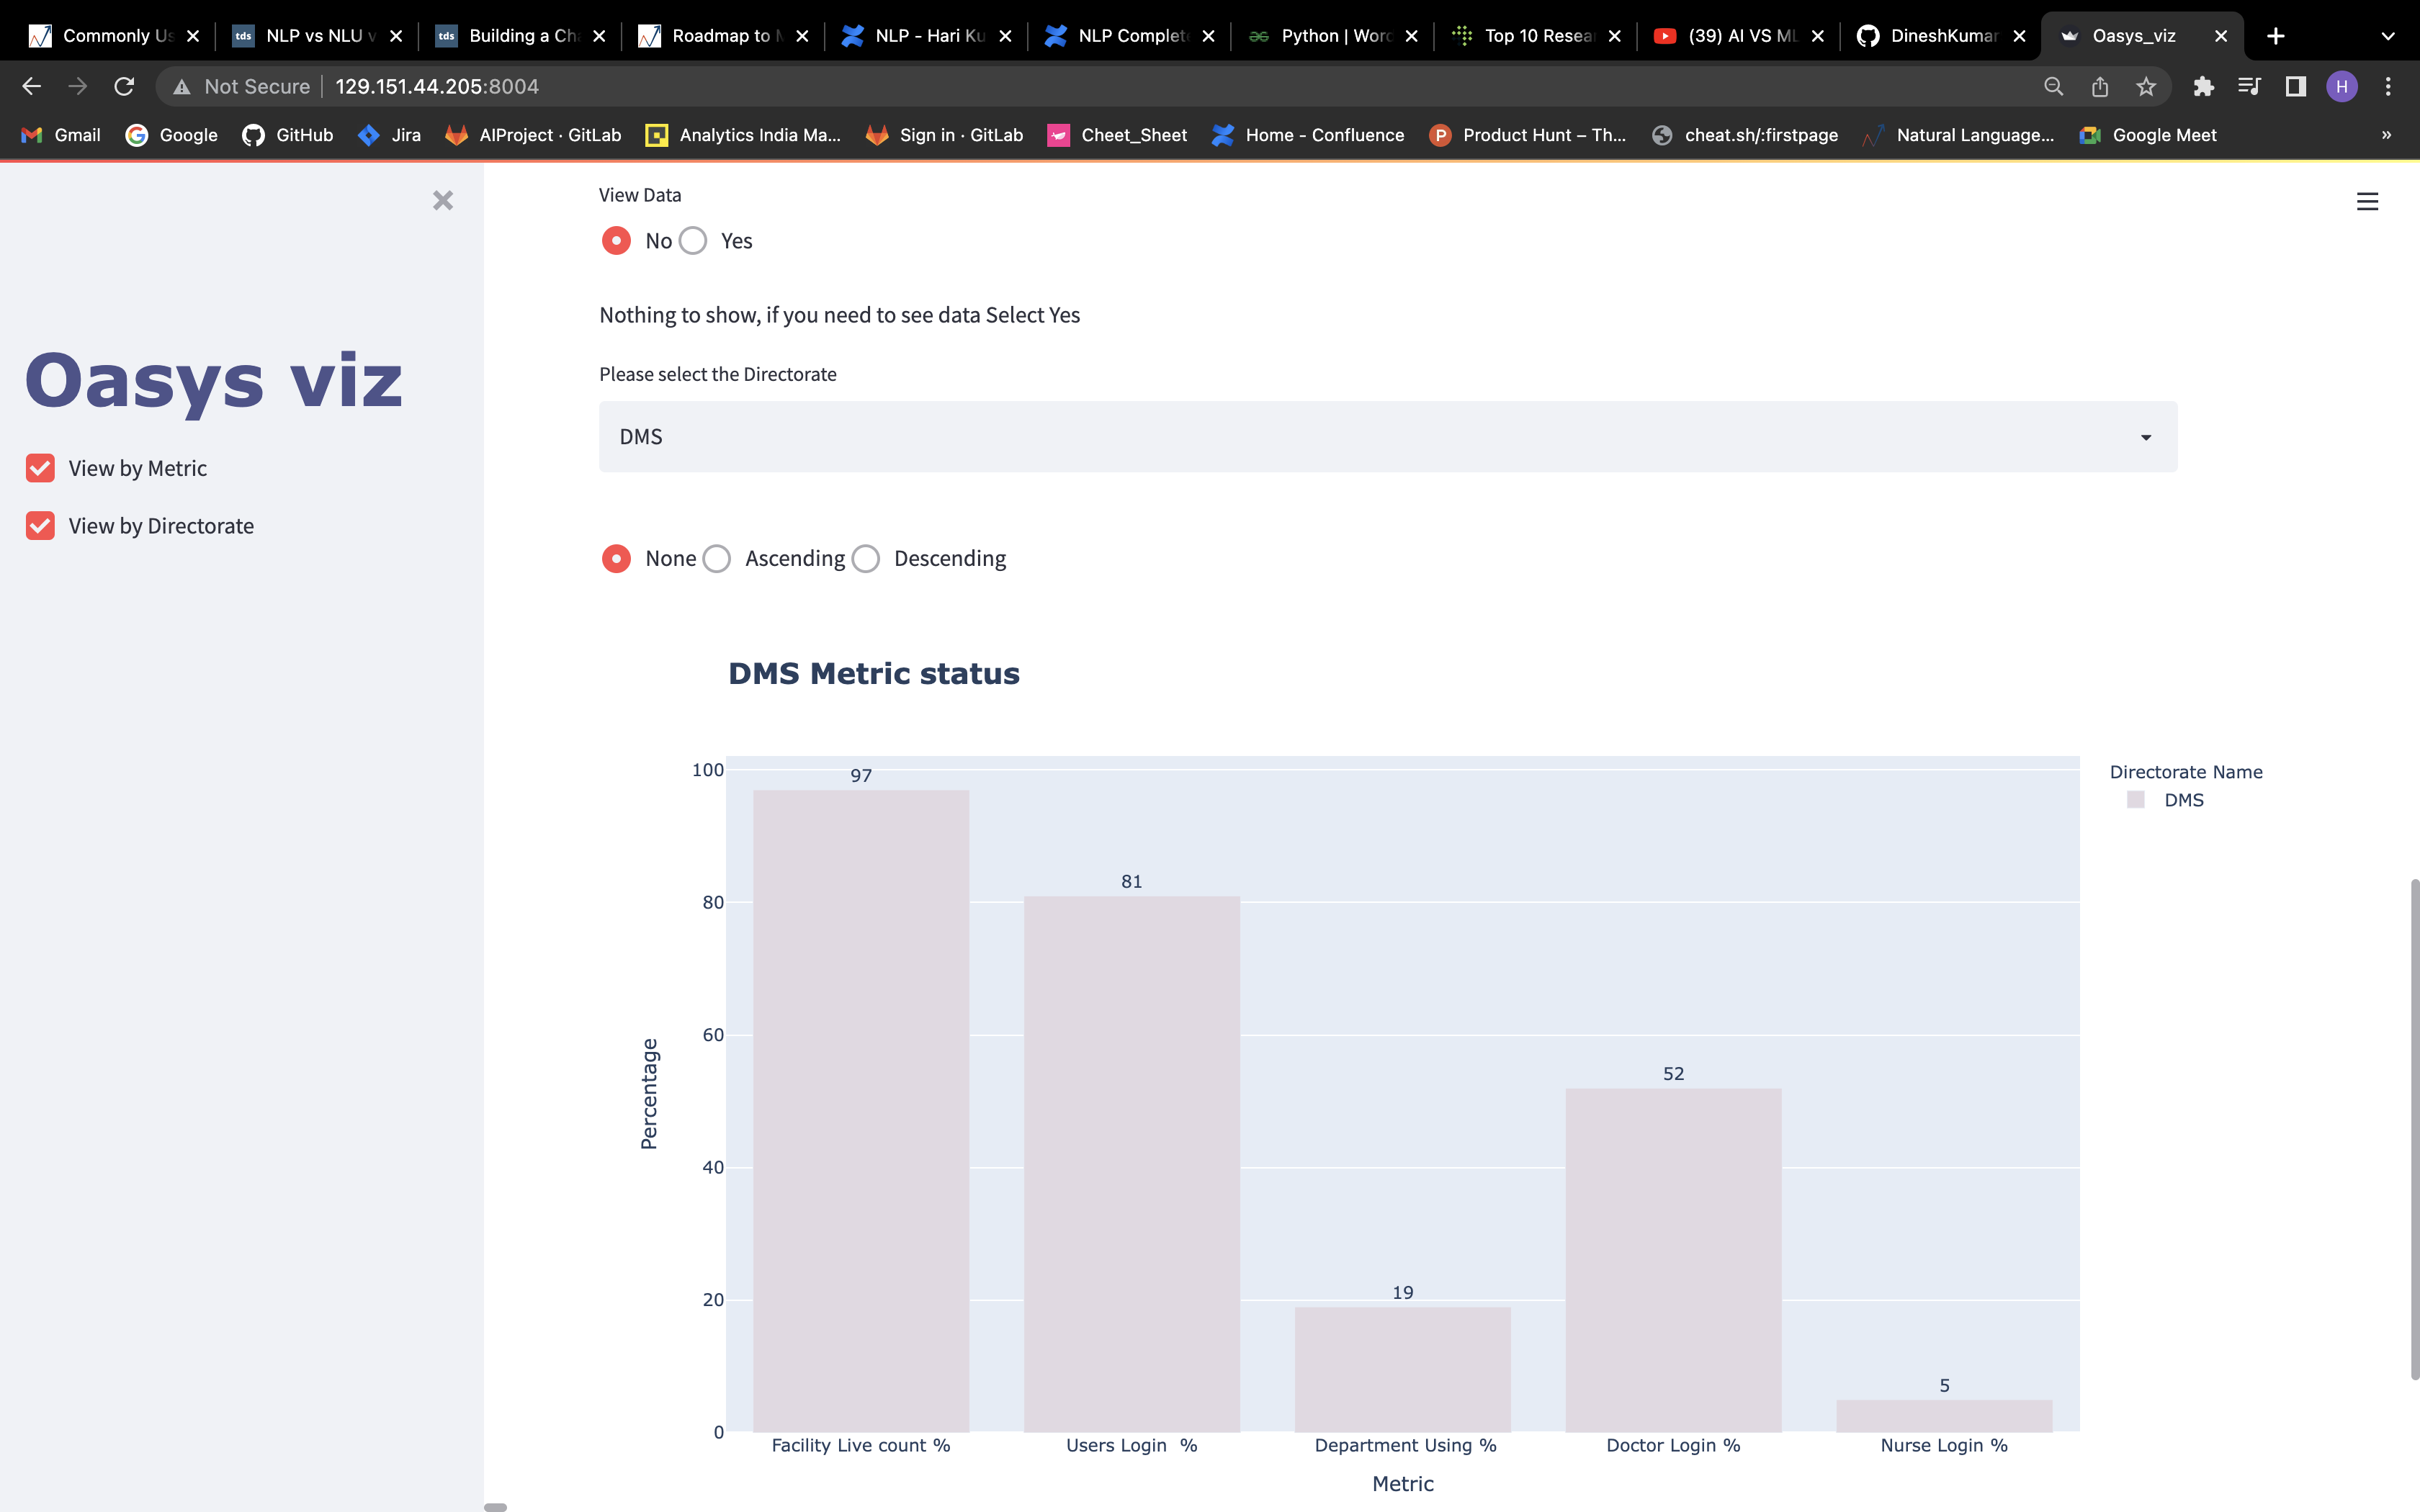 Commonly Us
NLP vs NLU v
Building a Cha
Roadmap to N
NLP - Hari Ku
NLP Complet
Python | Word
Top 10 Resea
(39) AI VS ML
DineshKumar
Oasys_viz
Not Secure 129.151.44.205:8004
H
Gmail Google GitHub Jira AIProject · GitLab Analytics India Ma... Sign in · GitLab Cheet_Sheet Home - Confluence Product Hunt – Th... cheat.sh/:firstpage Natural Language... Google Meet »
View Data
No Yes
Nothing to show, if you need to see data Select Yes
Please select the Directorate
DMS
Oasys viz
View by Metric
View by Directorate
None Ascending Descending
DMS Metric status
Directorate Name
DMS
100
80
60
40
20
0
Percentage
97
81
19
52
5
Facility Live count %
Users Login %
Department Using %
Doctor Login %
Nurse Login %
Metric